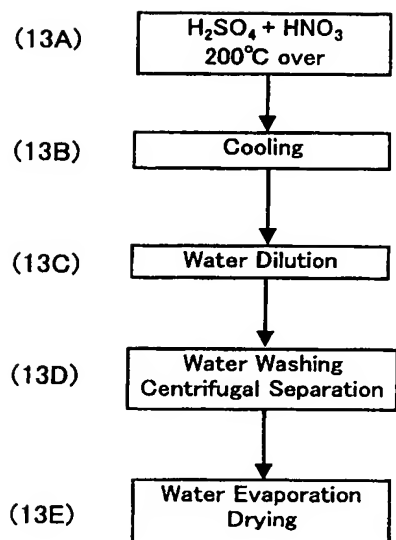 (13A)
H₂SO₄ + HNO₃
200°C over
(13B)
Cooling
(13C)
Water Dilution
(13D)
Water Washing
Centrifugal Separation
(13E)
Water Evaporation
Drying